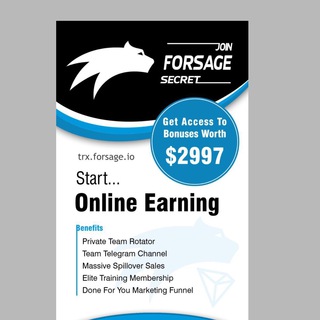 JOIN
FORSAGE
SECRET
Get Access To
Bonuses Worth
$2997
trx.forsage.io
Start...
Online Earning
Benefits
Private Team Rotator
Team Telegram Channel
Massive Spillover Sales
Elite Training Membership
Done For You Marketing Funnel